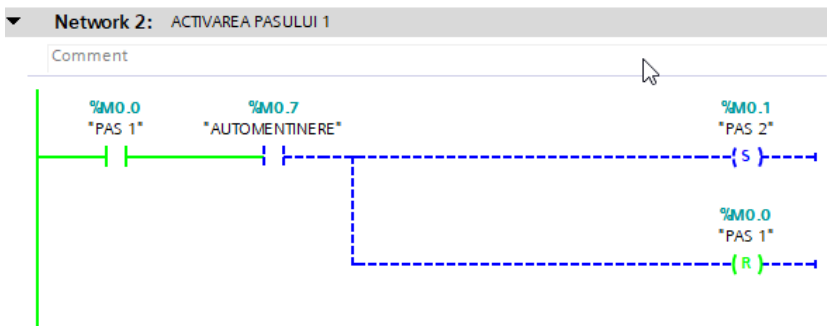 Network 2: ACTIVAREA PASULUI 1
Comment
%M0.0 %M0.7 %M0.1
"PAS 1" "AUTOMENTINERE" "PAS 2"
S
%M0.0
"PAS 1"
R